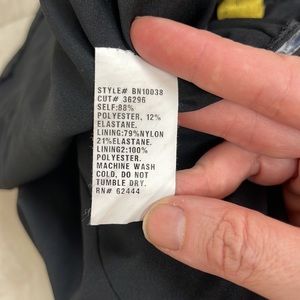 STYLE# BN10038
CUT# 36296
SELF:88%
POLYESTER, 12%
ELASTANE.
LINING:79%NYLON
21%ELASTANE.
LINING2:100%
POLYESTER.
MACHINE WASH
COLD, DO NOT
TUMBLE DRY.
RN# 62444